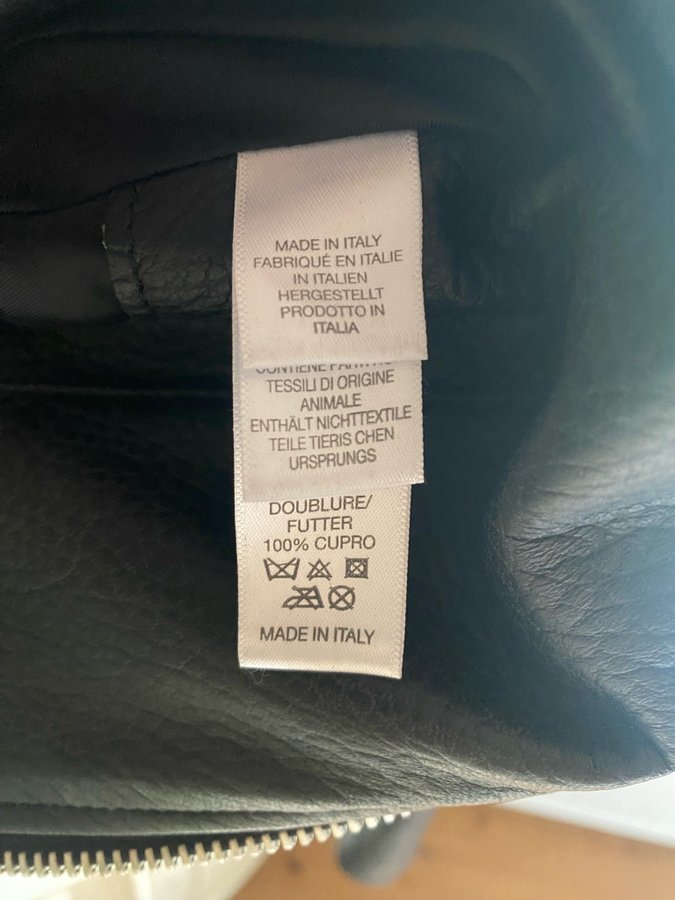 MADE IN ITALY
FABRIQUÉ EN ITALIE
IN ITALIEN
HERGESTELLT
PRODOTTO IN
ITALIA
CONTIENE
TESSILI DI ORIGINE
ANIMALE
ENTHÄLT NICHTTEXTILE
TEILE TIERIS CHEN
URSPRUNGS
DOUBLURE/
FUTTER
100% CUPRO
MADE IN ITALY